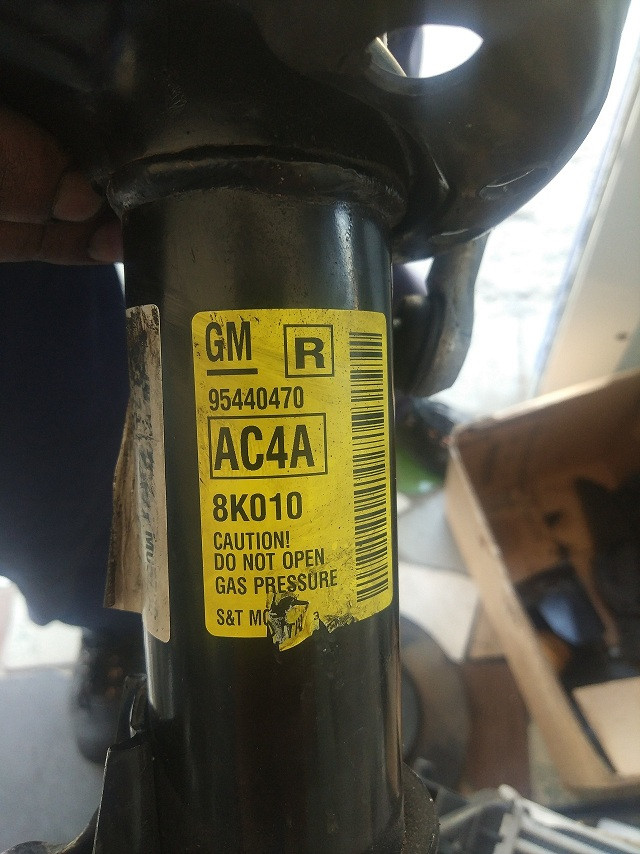 GM R
95440470
AC4A
8K010
CAUTION!
DO NOT OPEN
GAS PRESSURE
S&T